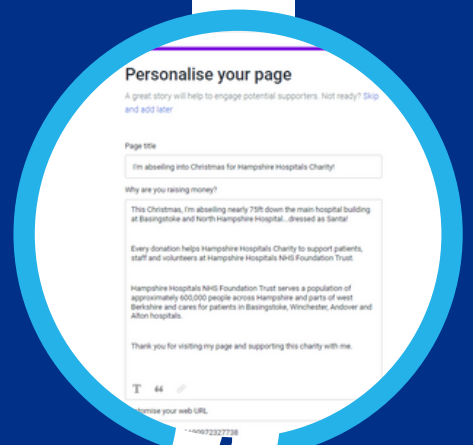 Personalise your page
A great story will help to engage potential supporters. Not ready? Skip
and add later
Page title
I'm abseiling into Christmas for Hampshire Hospitals Charity!
Why are you raising money?
This Christmas, I'm abseiling nearly 75ft down the main hospital building
at Basingstoke and North Hampshire Hospital...dressed as Santa!
Every donation helps Hampshire Hospitals Charity to support patients,
staff and volunteers at Hampshire Hospitals NHS Foundation Trust.
Hampshire Hospitals NHS Foundation Trust serves a population of
approximately 600,000 people across Hampshire and parts of west
Berkshire and cares for patients in Basingstoke, Winchester, Andover and
Alton hospitals.
Thank you for visiting my page and supporting this charity with me.
T
your web URL